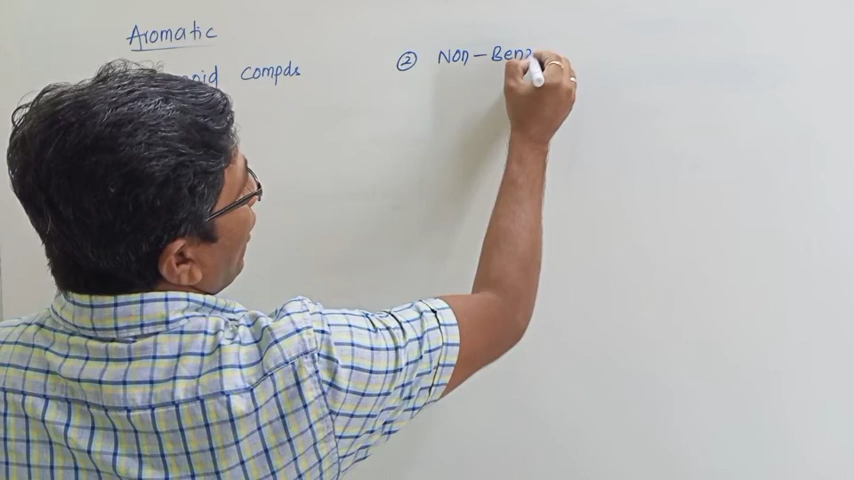 Aromatic
compds
② Non-Ben